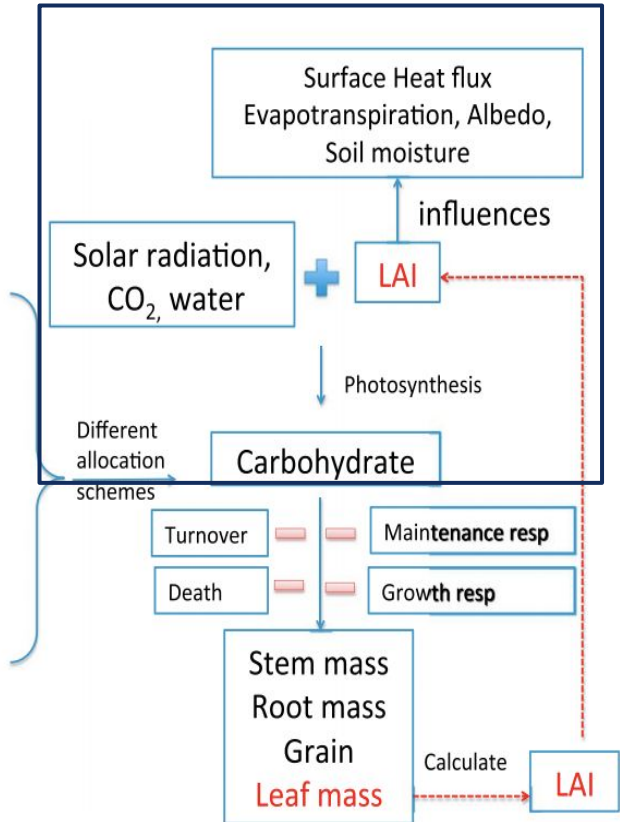 Surface Heat flux
Evapotranspiration, Albedo,
Soil moisture
influences
Solar radiation,
CO₂, water
LAI
Photosynthesis
Different
allocation
schemes
Carbohydrate
Turnover
Maintenance resp
Death
Growth resp
Stem mass
Root mass
Grain
Leaf mass
Calculate
LAI